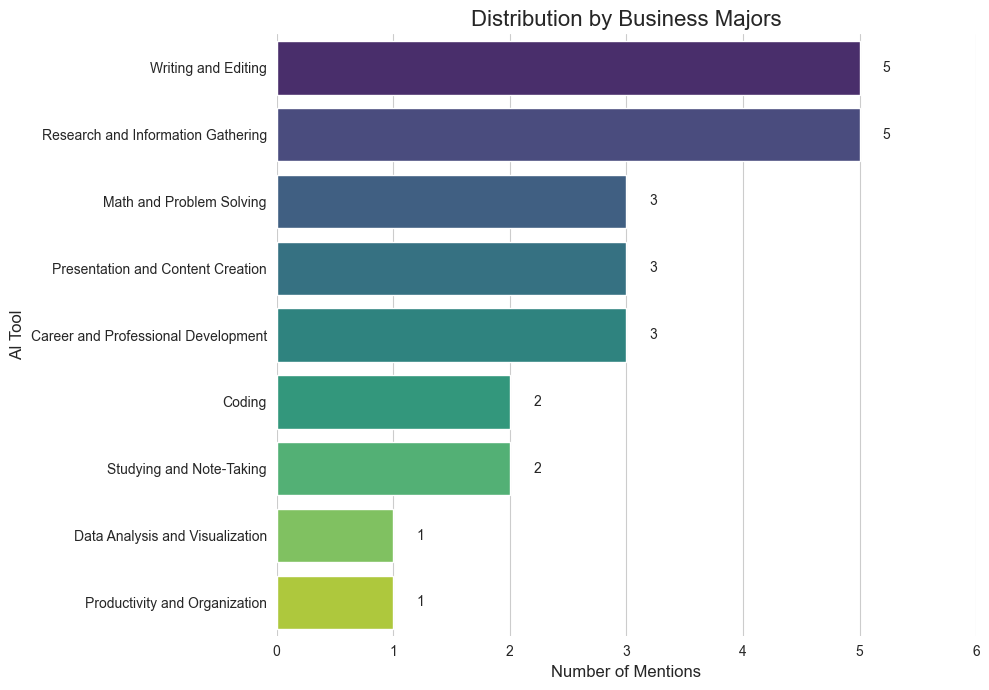 Distribution by Business Majors
AI Tool
Writing and Editing
5
Research and Information Gathering
5
Math and Problem Solving
3
Presentation and Content Creation
3
Career and Professional Development
3
Coding
2
Studying and Note-Taking
2
Data Analysis and Visualization
1
Productivity and Organization
1
0 1 2 3 4 5 6
Number of Mentions